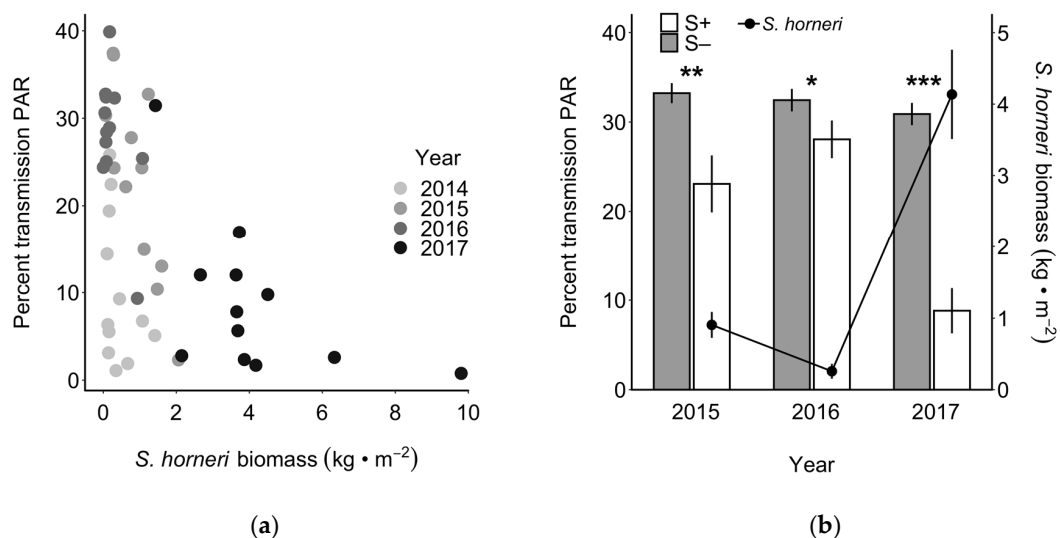 40
30
20
10
0
Percent transmission PAR
Year
2014
2015
2016
2017
0 2 4 6 8 10
S. horneri biomass (kg • m−2)
(a)
S+
S−
S. horneri
40
30
20
10
0
Percent transmission PAR
** * ***
5
4
3
2
1
0
S. horneri biomass (kg • m−2)
2015 2016 2017
Year
(b)